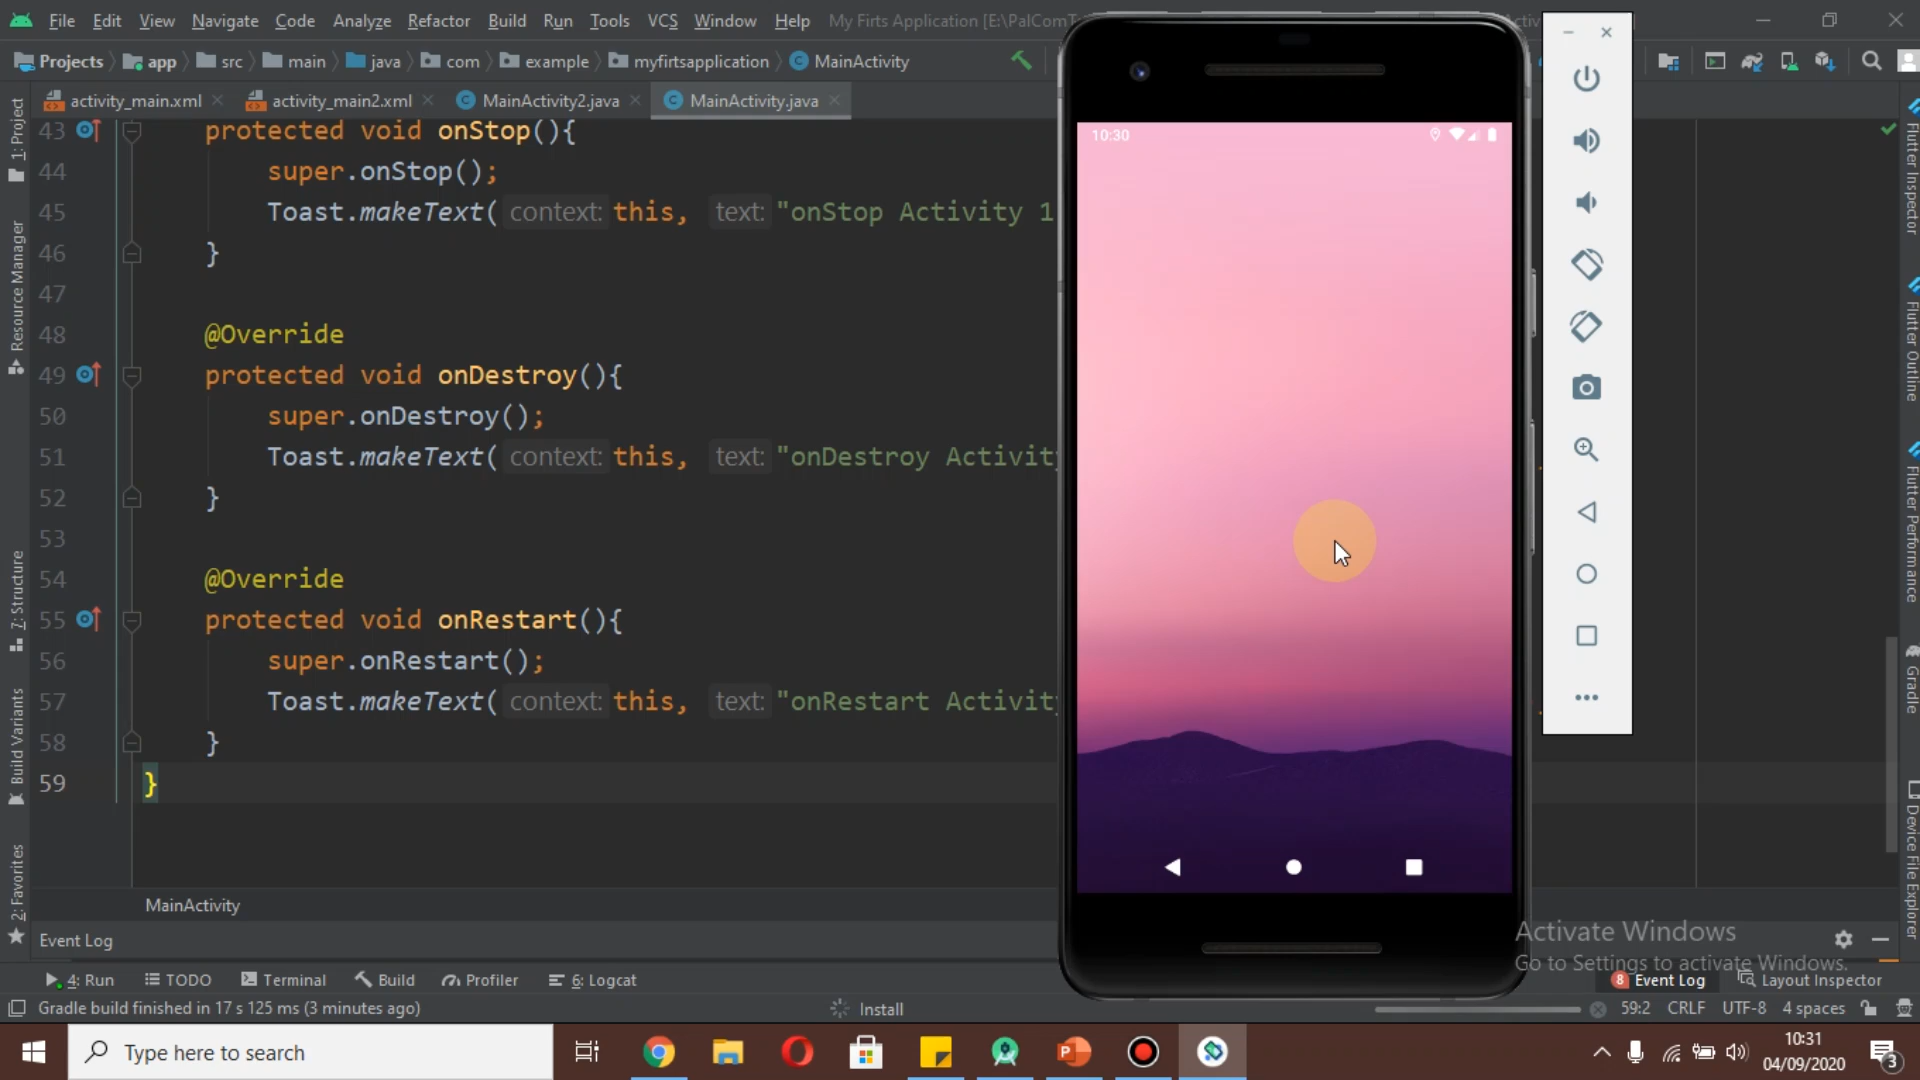 File Edit View Navigate Code Analyze Refactor Build Run Tools VCS Window Help My Firts Application [E:\PalComT
Projects app src main java com example myfirtsapplication MainActivity
activity_main.xml activity_main2.xml MainActivity2.java MainActivity.java
43 protected void onStop(){
44 super.onStop();
45 Toast.makeText( context: this, text: "onStop Activity 1
46 }
47
48 @Override
49 protected void onDestroy(){
50 super.onDestroy();
51 Toast.makeText( context: this, text: "onDestroy Activit
52 }
53
54 @Override
55 protected void onRestart(){
56 super.onRestart();
57 Toast.makeText( context: this, text: "onRestart Activit
58 }
59 }
MainActivity
1: Project
Resource Manager
7: Structure
Build Variants
2: Favorites
10:30
Flutter Inspector
Flutter Outline
Flutter Performance
Gradle
Device File Explorer
Activate Windows
Go to Settings to activate Windows.
Event Log
4: Run TODO Terminal Build Profiler 6: Logcat
8 Event Log Layout Inspector
Gradle build finished in 17 s 125 ms (3 minutes ago) Install 59:2 CRLF UTF-8 4 spaces
Type here to search
10:31
04/09/2020
3